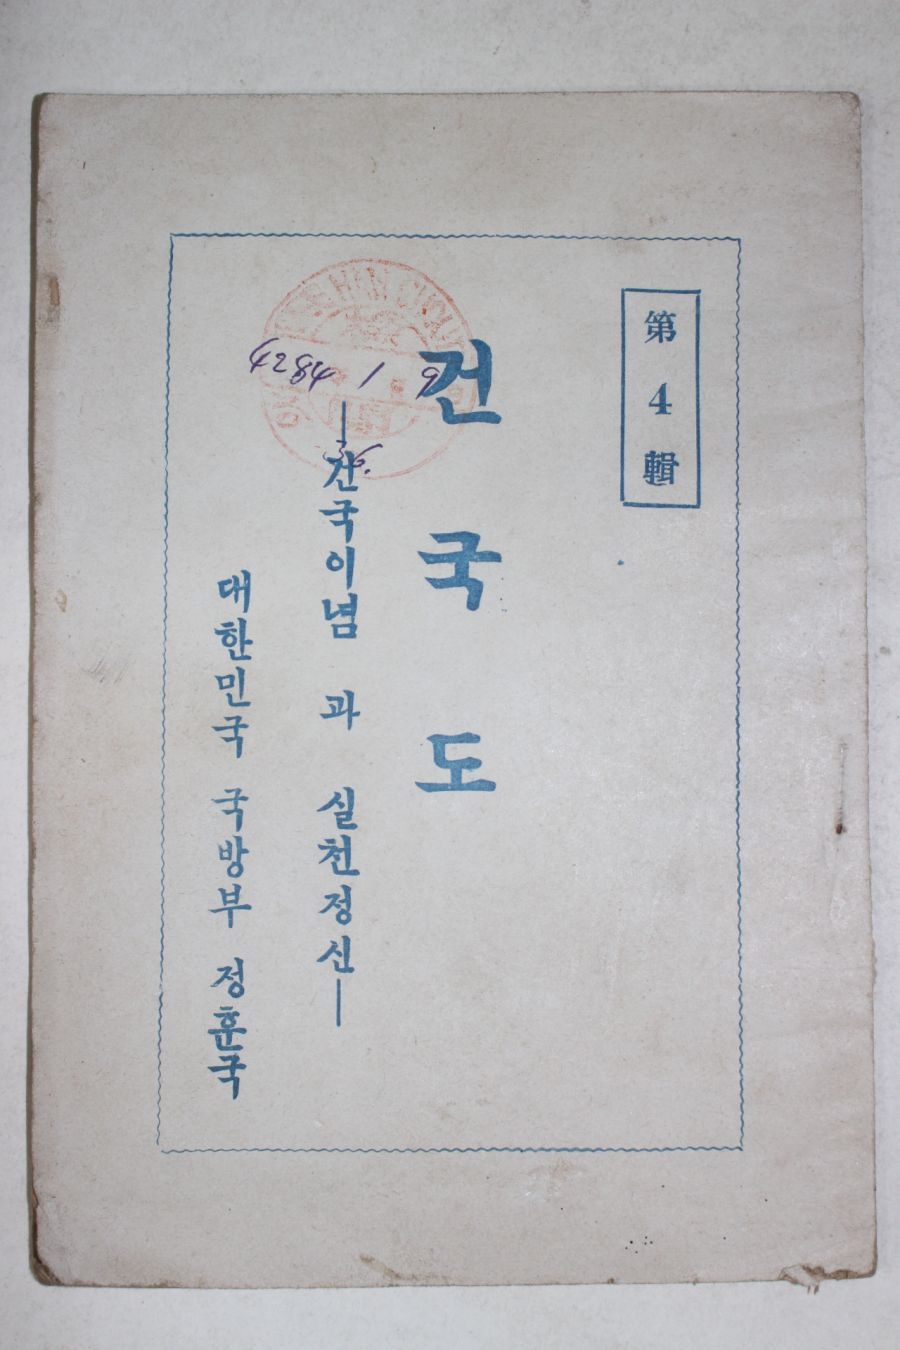 第4輯
건국도
—건국이념 과 실천정신—
대한민국 국방부 정훈국
4284 1 9